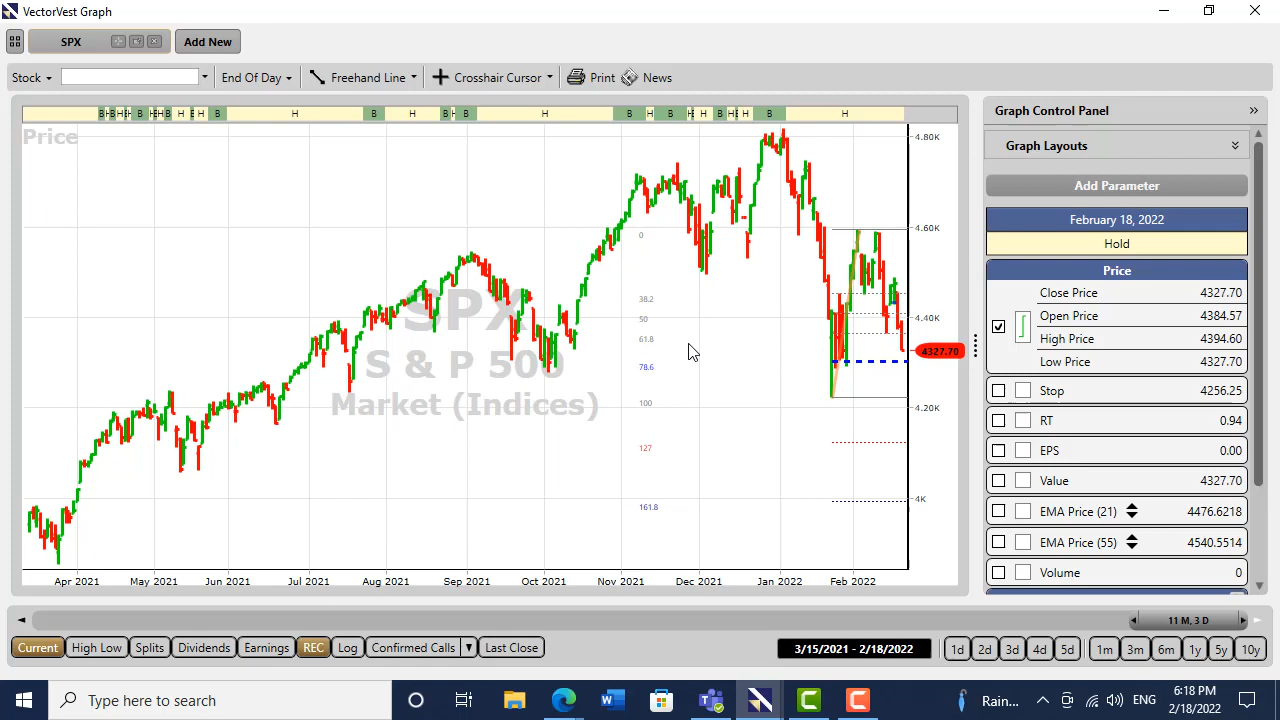 VectorVest Graph
SPX
Add New
Stock
End Of Day
Freehand Line
Crosshair Cursor
Print
News
B H B H H H B H H B H B H B H B H B H B H B H B H B H
Price
4.80K
4.60K
4.40K
4327.70
4.20K
4K
SPX
S & P 500
Market (Indices)
0
38.2
50
61.8
78.6
100
127
161.8
Apr 2021 May 2021 Jun 2021 Jul 2021 Aug 2021 Sep 2021 Oct 2021 Nov 2021 Dec 2021 Jan 2022 Feb 2022
Graph Control Panel
Graph Layouts
Add Parameter
February 18, 2022
Hold
Price
Close Price 4327.70
Open Price 4384.57
High Price 4394.60
Low Price 4327.70
Stop 4256.25
RT 0.94
EPS 0.00
Value 4327.70
EMA Price (21) 4476.6218
EMA Price (55) 4540.5514
Volume 0
11 M, 3 D
Current High Low Splits Dividends Earnings REC Log Confirmed Calls Last Close
3/15/2021 - 2/18/2022
1d 2d 3d 4d 5d 1m 3m 6m 1y 5y 10y
Type here to search
Rain...
ENG
6:18 PM
2/18/2022